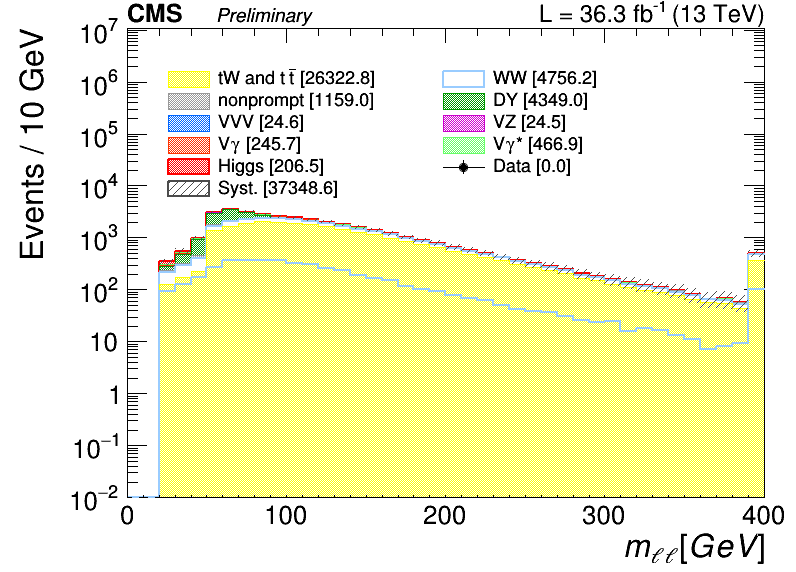 CMS Preliminary L = 36.3 fb⁻¹ (13 TeV)
Events / 10 GeV
10⁷
10⁶
10⁵
10⁴
10³
10²
10
1
10⁻¹
10⁻²
tW and t t̄ [26322.8]
nonprompt [1159.0]
VVV [24.6]
Vγ [245.7]
Higgs [206.5]
Syst. [37348.6]
WW [4756.2]
DY [4349.0]
VZ [24.5]
Vγ* [466.9]
Data [0.0]
0 100 200 300 400
m_ℓℓ [GeV]